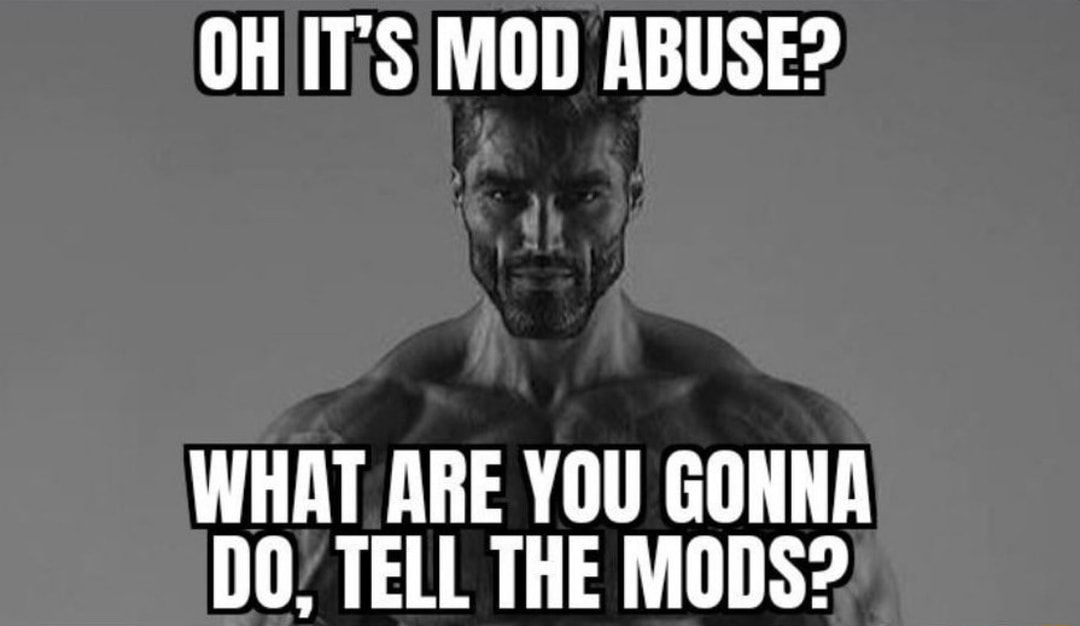 OH IT'S MOD ABUSE?
WHAT ARE YOU GONNA
DO, TELL THE MODS?